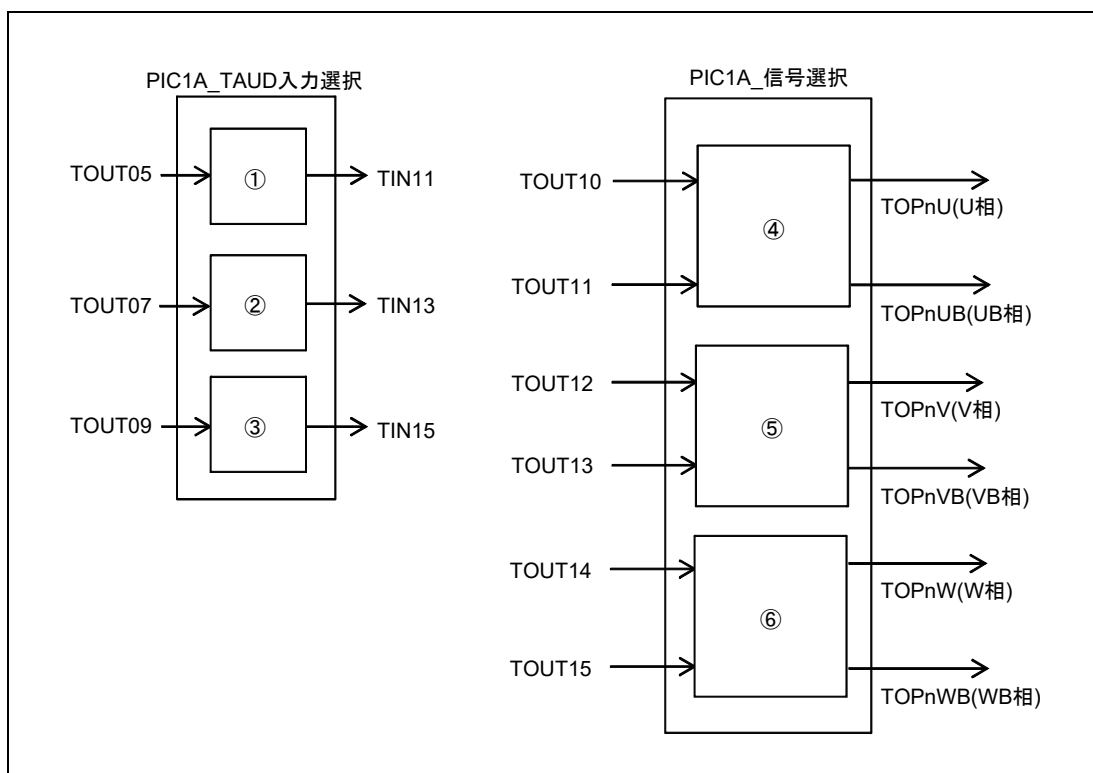 PIC1A_TAUD入力選択
TOUT05
①
TIN11
TOUT07
②
TIN13
TOUT09
③
TIN15
PIC1A_信号選択
TOUT10
TOUT11
④
TOPnU(U相)
TOPnUB(UB相)
TOUT12
TOUT13
⑤
TOPnV(V相)
TOPnVB(VB相)
TOUT14
TOUT15
⑥
TOPnW(W相)
TOPnWB(WB相)